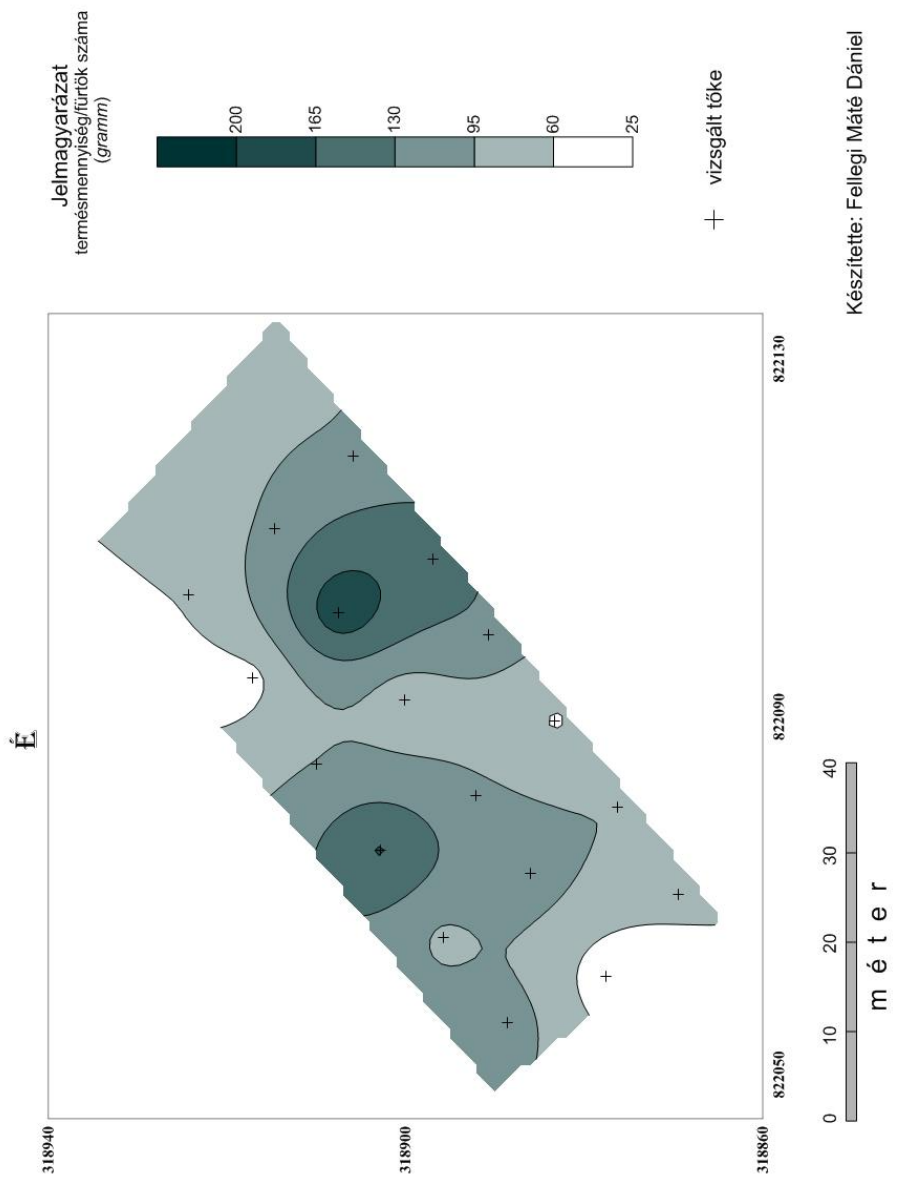 É
318940
318900
318860
822050
822090
822130
Jelmagyarázat
termésmennyiség/fürtök száma
(gramm)
200
165
130
95
60
25
vizsgált tőke
0 10 20 30 40
méter
Készítette: Fellegi Máté Dániel